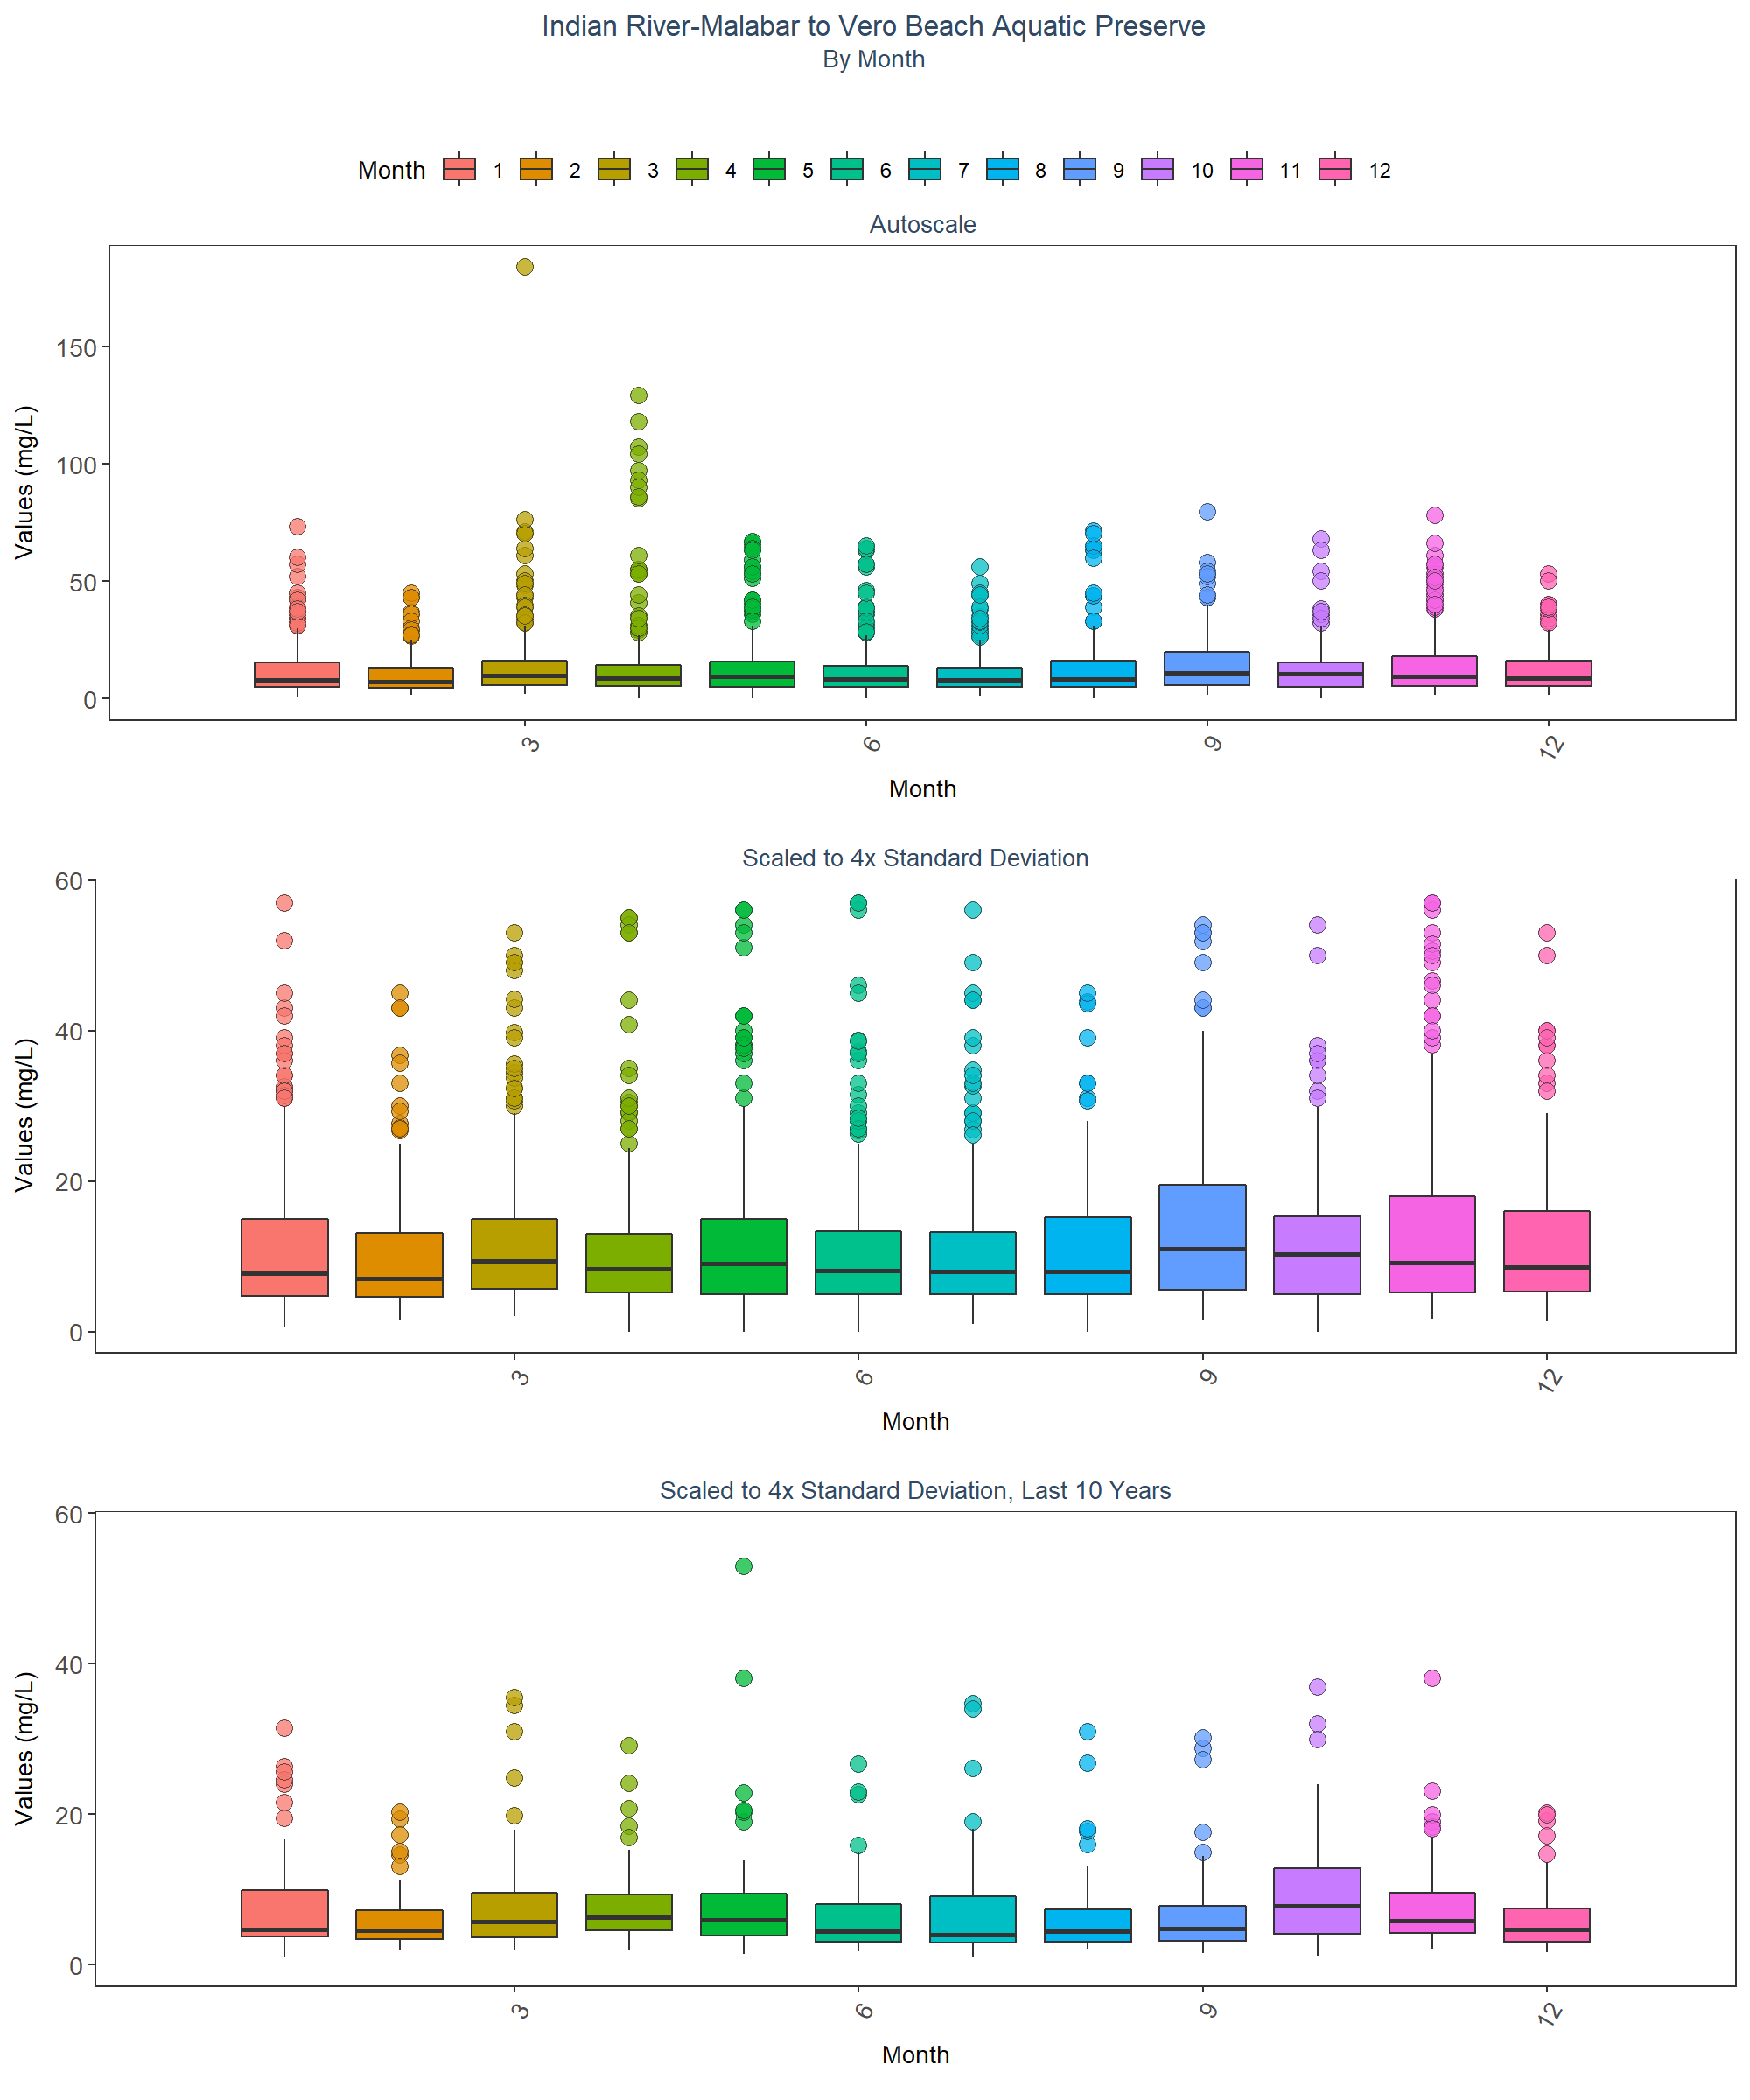 Indian River-Malabar to Vero Beach Aquatic Preserve
By Month
Month 1 2 3 4 5 6 7 8 9 10 11 12
Autoscale
Values (mg/L)
150
100
50
0
3 6 9 12
Month
Scaled to 4x Standard Deviation
Values (mg/L)
60
40
20
0
3 6 9 12
Month
Scaled to 4x Standard Deviation, Last 10 Years
Values (mg/L)
60
40
20
0
3 6 9 12
Month